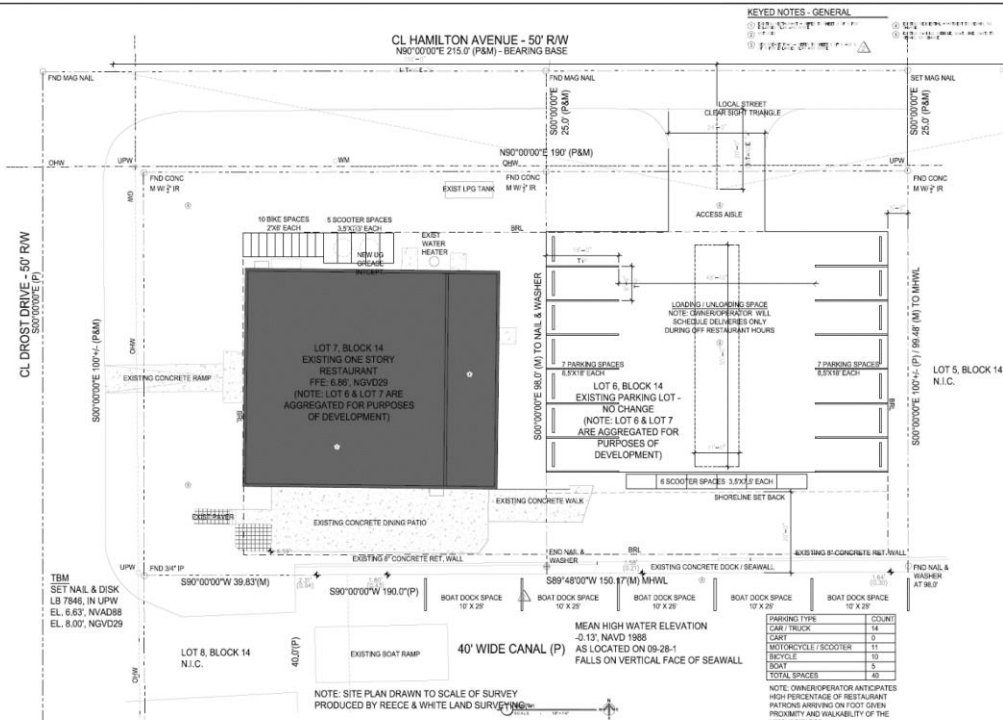 KEYED NOTES - GENERAL
CL HAMILTON AVENUE - 50' R/W
N90°00'00"E 215.0' (P&M) - BEARING BASE
FND MAG NAIL
FND MAG NAIL
SET MAG NAIL
S00°00'00"E
25.0' (P&M)
LOCAL STREET
CLEAR SIGHT TRIANGLE
S00°00'00"E
25.0' (P&M)
N90°00'00"E 190' (P&M)
OHW
UPW
WM
OHW
UPW
FND CONC
M W/ ½" IR
FND CONC
M W/ ½" IR
FND CONC
M W/ ½" IR
EXIST LPG TANK
GW
ACCESS AISLE
10 BIKE SPACES
2'X6' EACH
5 SCOOTER SPACES
EXIST
WATER
HEATER
BRL
NEW UG
GREASE
CL DROST DRIVE - 50' R/W
S00°00'00"E (P)
S00°00'00"E 100'+/- (P&M)
OHW
LOADING / UNLOADING SPACE
NOTE: OWNER/OPERATOR WILL
SCHEDULE DELIVERIES ONLY
DURING OFF RESTAURANT HOURS
LOT 7, BLOCK 14
EXISTING ONE STORY
RESTAURANT
FFE: 6.86', NGVD29
(NOTE: LOT 6 & LOT 7 ARE
AGGREGATED FOR PURPOSES
OF DEVELOPMENT)
EXISTING CONCRETE RAMP
BRL
S00°00'00"E 98.0' (M) TO NAIL & WASHER
7 PARKING SPACES
8.5'X18' EACH
7 PARKING SPACES
8.5'X18' EACH
LOT 6, BLOCK 14
EXISTING PARKING LOT -
NO CHANGE
(NOTE: LOT 6 & LOT 7
ARE AGGREGATED FOR
PURPOSES OF
DEVELOPMENT)
BRL
S00°00'00"E 100'+/- (P) / 99.48' (M) TO MHWL
LOT 5, BLOCK 14
N.I.C.
6 SCOOTER SPACES 3.5'X7.5' EACH
SHORELINE SET BACK
EXISTING CONCRETE WALK
EXIST PAVER
EXISTING CONCRETE DINING PATIO
EXISTING 8" CONCRETE RET. WALL
FND NAIL &
WASHER
BRL
EXISTING 8" CONCRETE RET. WALL
UPW
FND 3/4" IP
EXISTING CONCRETE DOCK / SEAWALL
FND NAIL &
WASHER
AT 98.0'
TBM
SET NAIL & DISK
LB 7846, IN UPW
EL. 6.63', NVAD88
EL. 8.00', NGVD29
S90°00'00"W 39.83'(M)
S90°00'00"W 190.0'(P)
S89°48'00"W 150.17'(M) MHWL
BOAT DOCK SPACE
10' X 25'
BOAT DOCK SPACE
10' X 25'
BOAT DOCK SPACE
10' X 25'
BOAT DOCK SPACE
10' X 25'
BOAT DOCK SPACE
10' X 25'
LOT 8, BLOCK 14
N.I.C.
OHW
40.0'(P)
EXISTING BOAT RAMP
40' WIDE CANAL (P)
MEAN HIGH WATER ELEVATION
-0.13', NAVD 1988
AS LOCATED ON 09-28-1
FALLS ON VERTICAL FACE OF SEAWALL
PARKING TYPE COUNT
CAR / TRUCK 14
CART 0
MOTORCYCLE / SCOOTER 11
BICYCLE 10
BOAT 5
TOTAL SPACES 40
NOTE: SITE PLAN DRAWN TO SCALE OF SURVEY
PRODUCED BY REECE & WHITE LAND SURVEYING
SCALE
NOTE: OWNER/OPERATOR ANTICIPATES
HIGH PERCENTAGE OF RESTAURANT
PATRONS ARRIVING ON FOOT GIVEN
PROXIMITY AND WALKABILITY OF THE